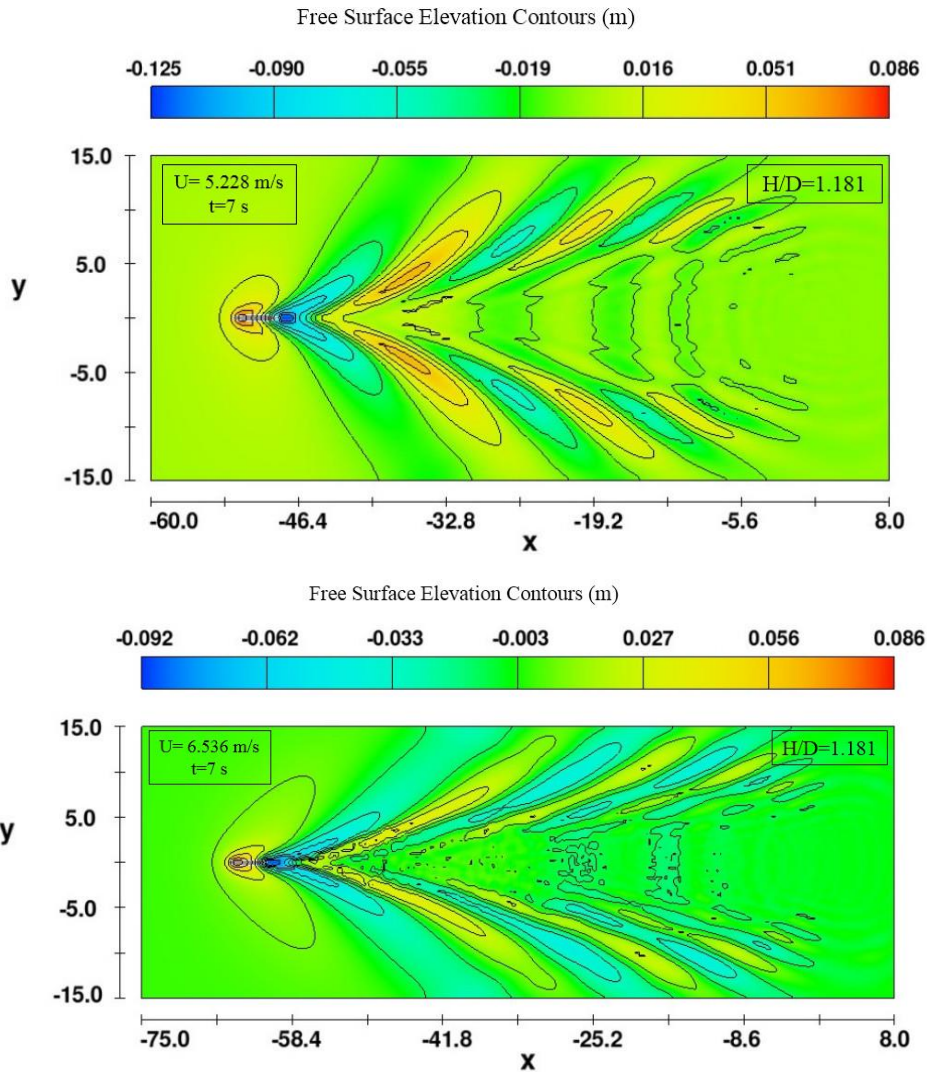 Free Surface Elevation Contours (m)
-0.125 -0.090 -0.055 -0.019 0.016 0.051 0.086
15.0
U= 5.228 m/s
t=7 s
H/D=1.181
5.0
y
-5.0
-15.0
-60.0 -46.4 -32.8 -19.2 -5.6 8.0
x
Free Surface Elevation Contours (m)
-0.092 -0.062 -0.033 -0.003 0.027 0.056 0.086
15.0
U= 6.536 m/s
t=7 s
H/D=1.181
5.0
y
-5.0
-15.0
-75.0 -58.4 -41.8 -25.2 -8.6 8.0
x